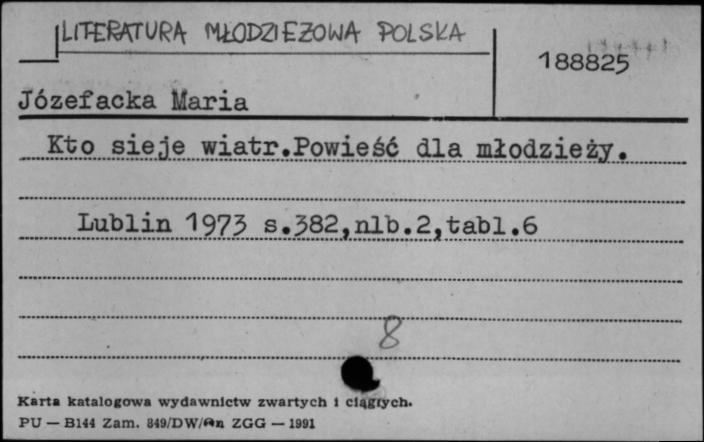 LITERATURA MŁODZIEŻOWA POLSKA
188825
Józefacka Maria
Kto sieje wiatr.Powieść dla młodzieży.
Lublin 1973 s.382,nlb.2,tabl.6
8
Karta katalogowa wydawnictw zwartych i ciągłych.
PU — B144 Zam. 849/DW/An ZGG — 1991